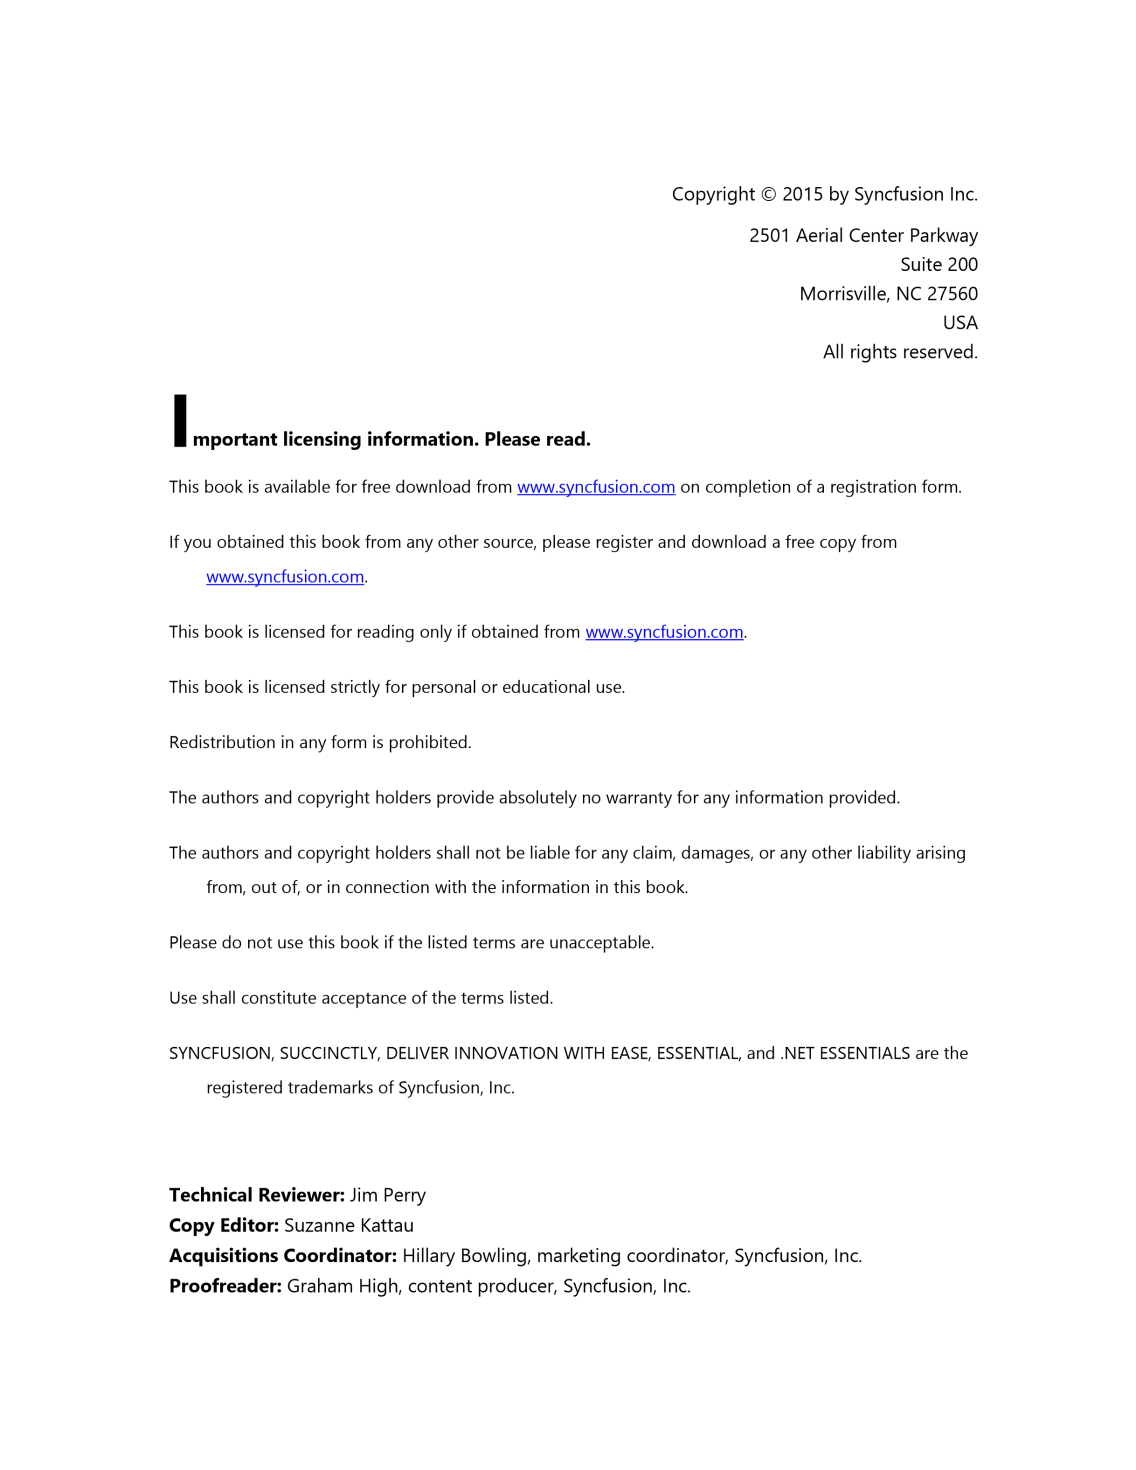 Copyright © 2015 by Syncfusion Inc.
2501 Aerial Center Parkway
Suite 200
Morrisville, NC 27560
USA
All rights reserved.
Important licensing information. Please read.
This book is available for free download from www.syncfusion.com on completion of a registration form.
If you obtained this book from any other source, please register and download a free copy from
www.syncfusion.com.
This book is licensed for reading only if obtained from www.syncfusion.com.
This book is licensed strictly for personal or educational use.
Redistribution in any form is prohibited.
The authors and copyright holders provide absolutely no warranty for any information provided.
The authors and copyright holders shall not be liable for any claim, damages, or any other liability arising
from, out of, or in connection with the information in this book.
Please do not use this book if the listed terms are unacceptable.
Use shall constitute acceptance of the terms listed.
SYNCFUSION, SUCCINCTLY, DELIVER INNOVATION WITH EASE, ESSENTIAL, and .NET ESSENTIALS are the
registered trademarks of Syncfusion, Inc.
Technical Reviewer: Jim Perry
Copy Editor: Suzanne Kattau
Acquisitions Coordinator: Hillary Bowling, marketing coordinator, Syncfusion, Inc.
Proofreader: Graham High, content producer, Syncfusion, Inc.